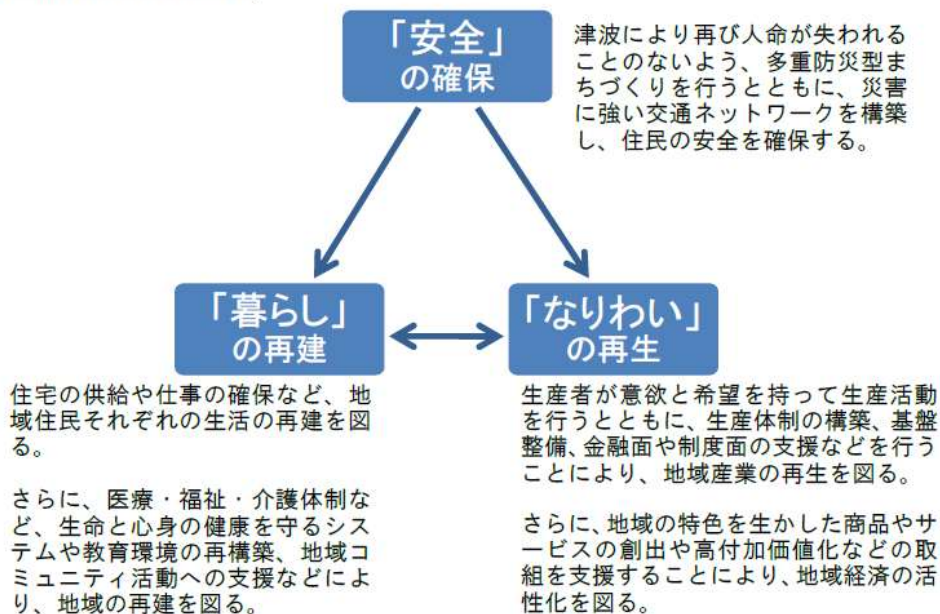 「安全」
の確保
津波により再び人命が失われる
ことのないよう、多重防災型ま
ちづくりを行うとともに、災害
に強い交通ネットワークを構築
し、住民の安全を確保する。
「暮らし」
の再建
「なりわい」
の再生
住宅の供給や仕事の確保など、地
域住民それぞれの生活の再建を図
る。
さらに、医療・福祉・介護体制な
ど、生命と心身の健康を守るシス
テムや教育環境の再構築、地域コ
ミュニティ活動への支援などによ
り、地域の再建を図る。
生産者が意欲と希望を持って生産活動
を行うとともに、生産体制の構築、基盤
整備、金融面や制度面の支援などを行う
ことにより、地域産業の再生を図る。
さらに、地域の特色を生かした商品やサ
ービスの創出や高付加価値化などの取
組を支援することにより、地域経済の活
性化を図る。